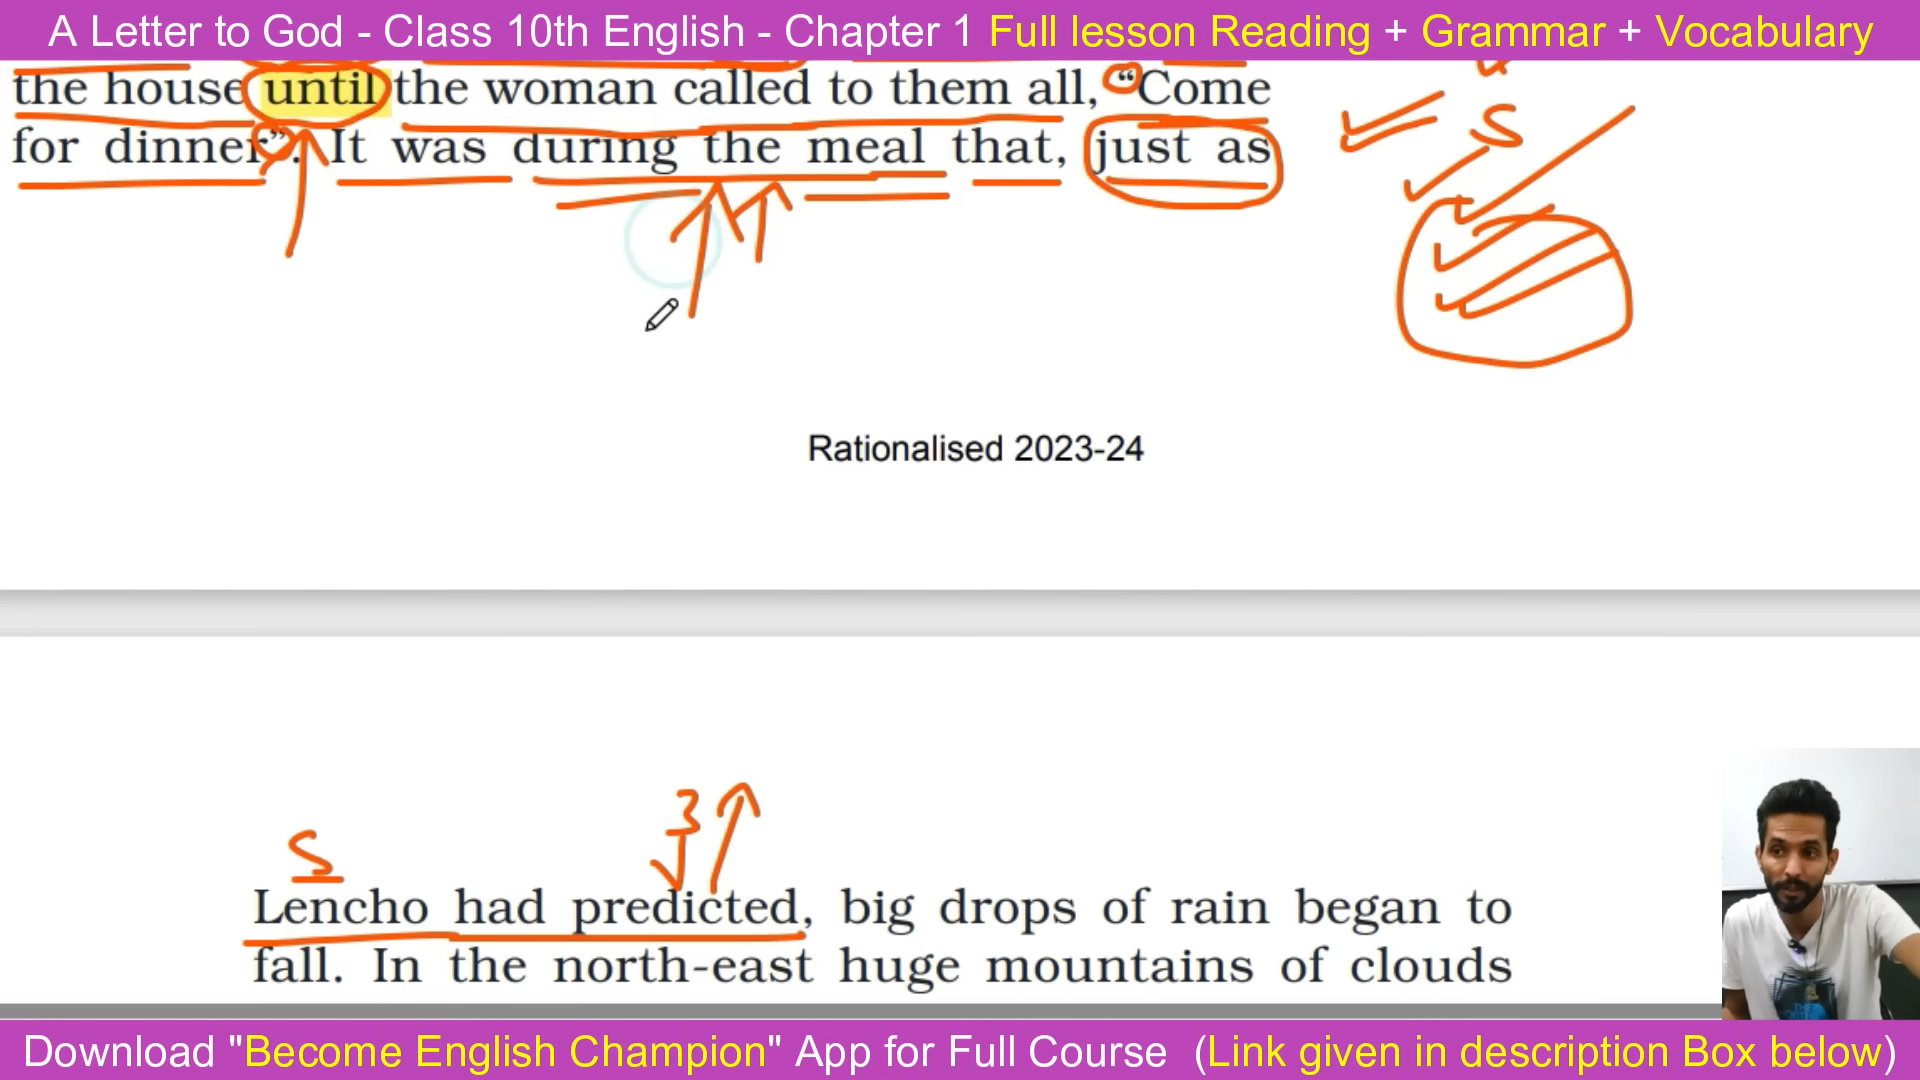 A Letter to God - Class 10th English - Chapter 1 Full lesson Reading + Grammar + Vocabulary
the house until the woman called to them all, “Come
for dinner”. It was during the meal that, just as
S
Rationalised 2023-24
S
3
Lencho had predicted, big drops of rain began to
fall. In the north-east huge mountains of clouds
Download "Become English Champion" App for Full Course (Link given in description Box below)